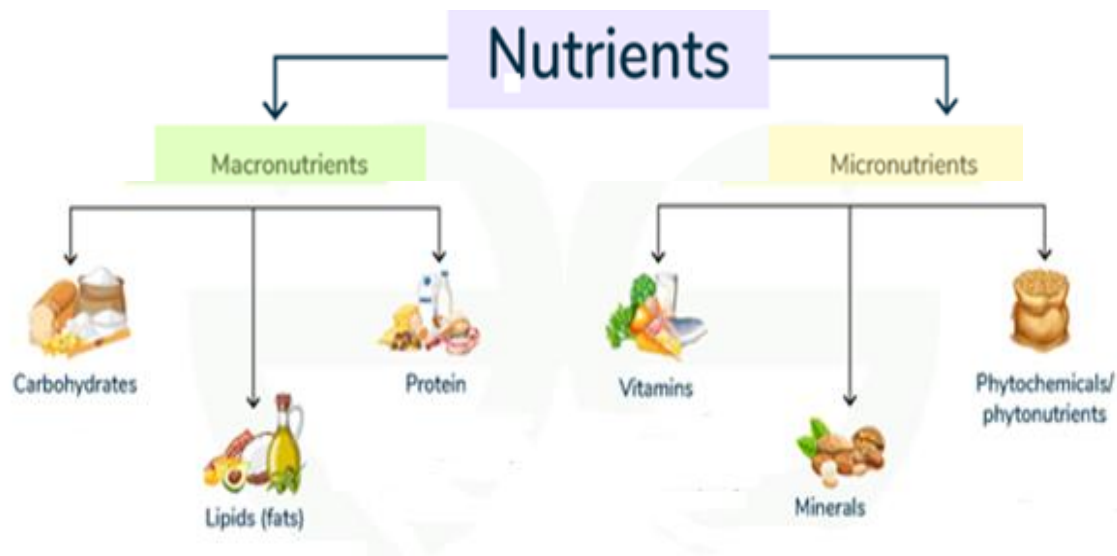 Nutrients
Macronutrients
Micronutrients
Carbohydrates
Lipids (fats)
Protein
Vitamins
Minerals
Phytochemicals/
phytonutrients